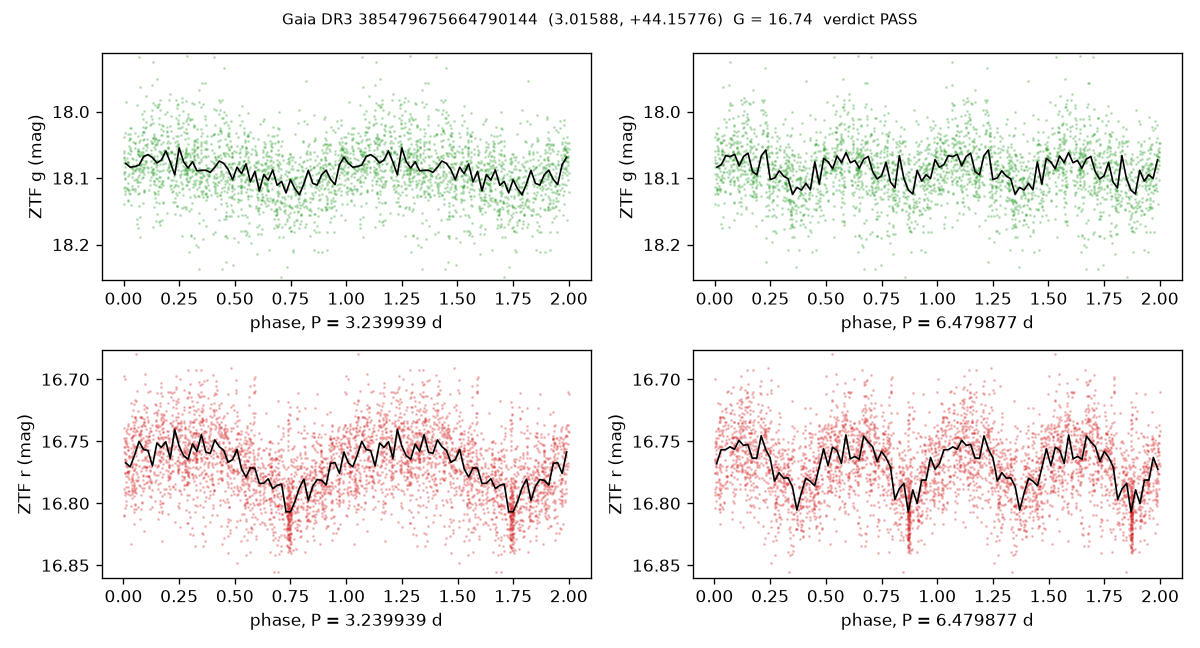 Gaia DR3 385479675664790144  (3.01588, +44.15776)  G = 16.74  verdict PASS
ZTF g (mag)
18.0
18.1
18.2
0.00 0.25 0.50 0.75 1.00 1.25 1.50 1.75 2.00
phase, P = 3.239939 d
ZTF g (mag)
18.0
18.1
18.2
0.00 0.25 0.50 0.75 1.00 1.25 1.50 1.75 2.00
phase, P = 6.479877 d
ZTF r (mag)
16.70
16.75
16.80
16.85
0.00 0.25 0.50 0.75 1.00 1.25 1.50 1.75 2.00
phase, P = 3.239939 d
ZTF r (mag)
16.70
16.75
16.80
16.85
0.00 0.25 0.50 0.75 1.00 1.25 1.50 1.75 2.00
phase, P = 6.479877 d